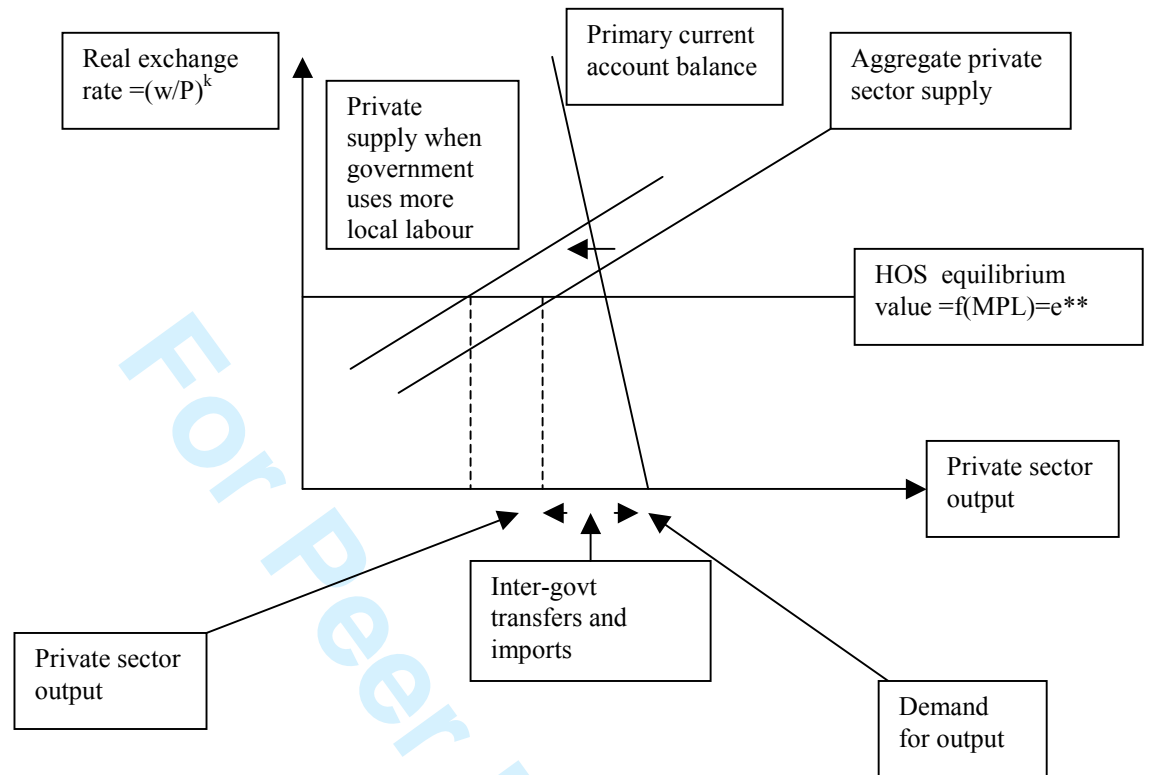 Real exchange
rate =(w/P)^k
Private
supply when
government
uses more
local labour
Primary current
account balance
Aggregate private
sector supply
HOS equilibrium
value =f(MPL)=e**
Private sector
output
Inter-govt
transfers and
imports
Private sector
output
Demand
for output
For Peer